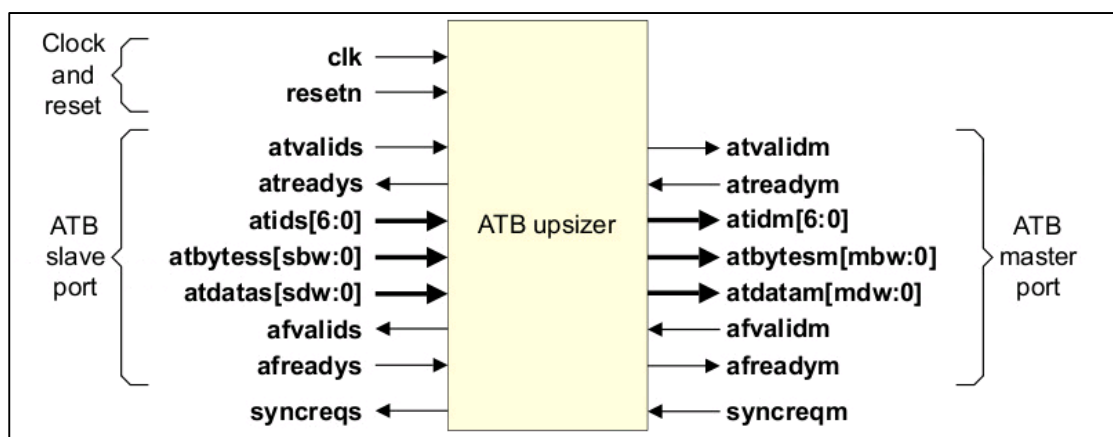 Clock
and
reset
clk
resetn
ATB
slave
port
atvalids
atreadys
atids[6:0]
atbytess[sbw:0]
atdatas[sdw:0]
afvalids
afreadys
syncreqs
ATB upsizer
atvalidm
atreadym
atidm[6:0]
atbytesm[mbw:0]
atdatam[mdw:0]
afvalidm
afreadym
syncreqm
ATB
master
port